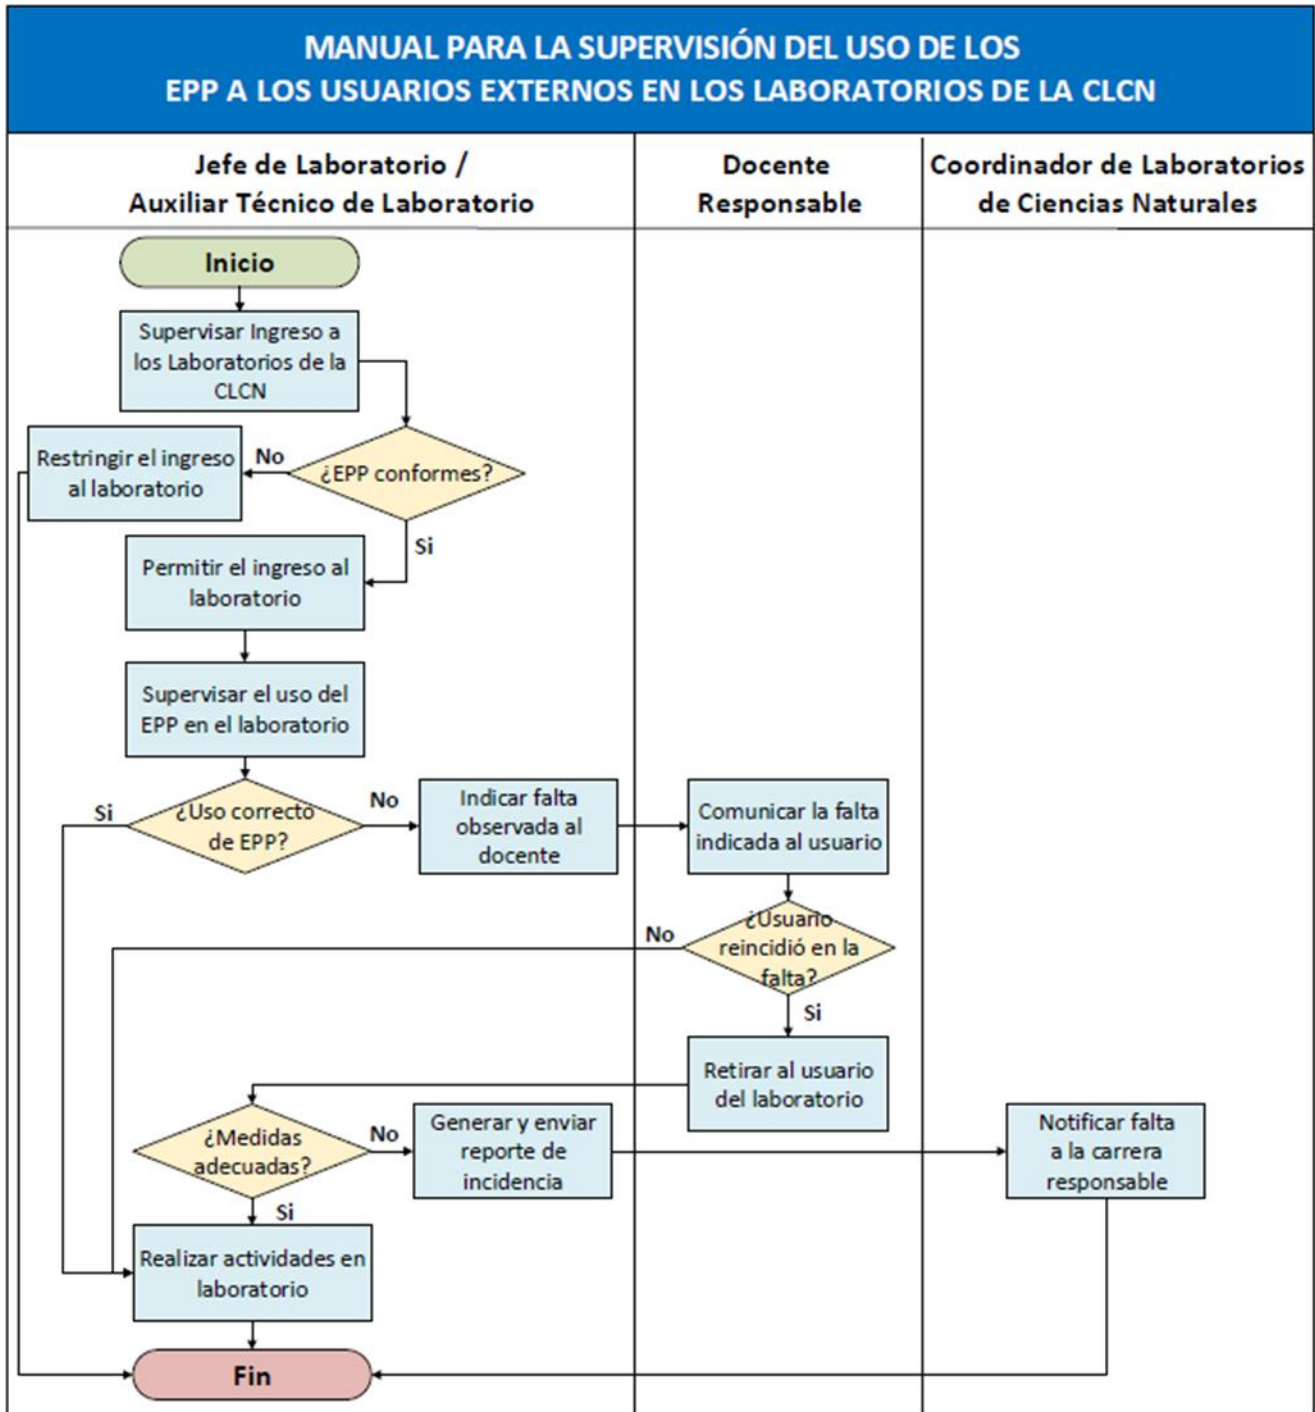 MANUAL PARA LA SUPERVISIÓN DEL USO DE LOS
EPP A LOS USUARIOS EXTERNOS EN LOS LABORATORIOS DE LA CLCN
Jefe de Laboratorio /
Auxiliar Técnico de Laboratorio
Docente
Responsable
Coordinador de Laboratorios
de Ciencias Naturales
Inicio
Supervisar Ingreso a
los Laboratorios de la
CLCN
¿EPP conformes?
No
Restringir el ingreso
al laboratorio
Si
Permitir el ingreso al
laboratorio
Supervisar el uso del
EPP en el laboratorio
¿Uso correcto
de EPP?
Si
No
Indicar falta
observada al
docente
Comunicar la falta
indicada al usuario
¿Usuario
reincidió en la
falta?
No
Si
Retirar al usuario
del laboratorio
¿Medidas
adecuadas?
No
Generar y enviar
reporte de
incidencia
Notificar falta
a la carrera
responsable
Si
Realizar actividades en
laboratorio
Fin